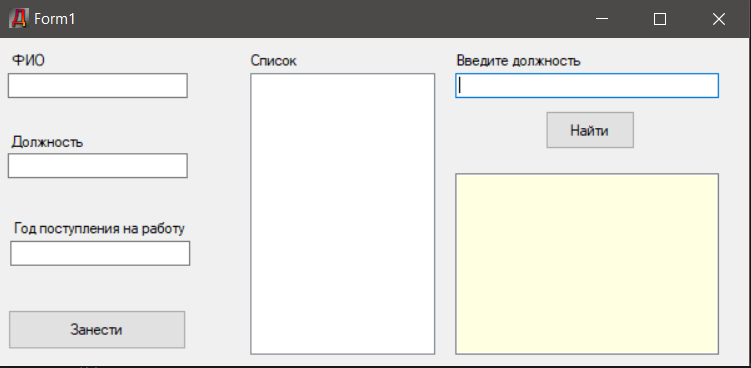 Form1
ФИО
Должность
Год поступления на работу
Занести
Список
Введите должность
Найти